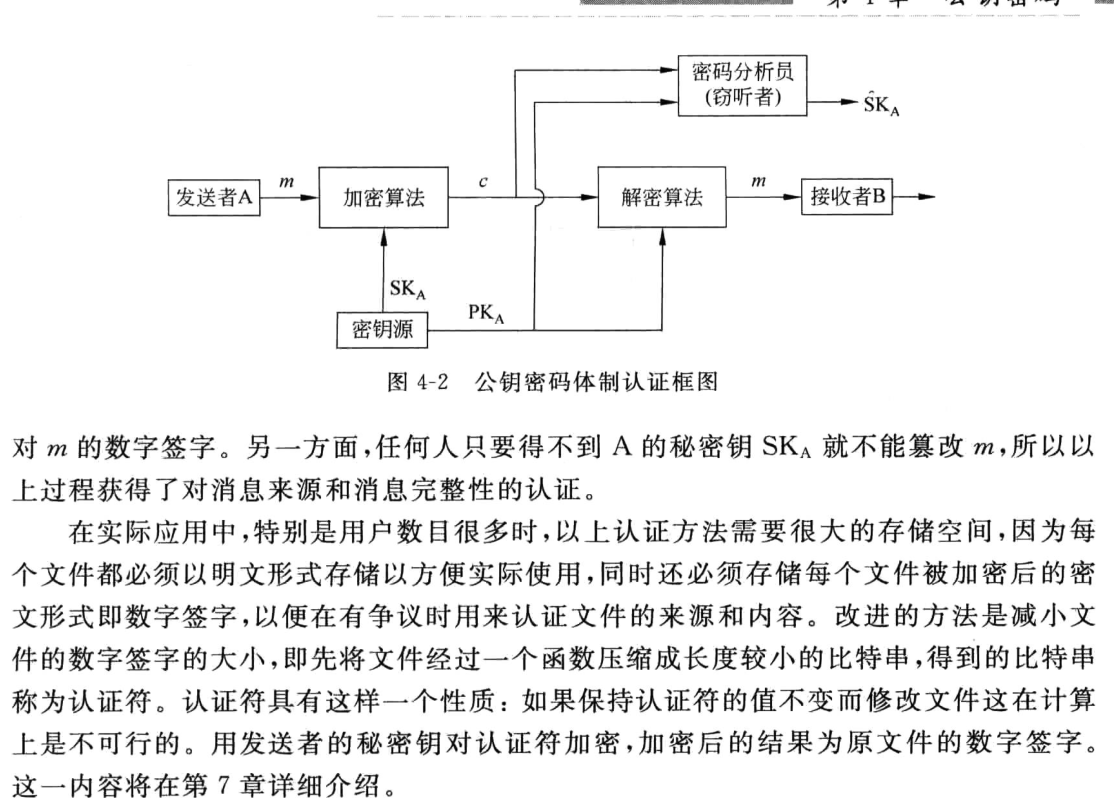 密码分析员
(窃听者)
ŜK_A
发送者A
m
加密算法
c
解密算法
m
接收者B
SK_A
密钥源
PK_A
图 4-2 公钥密码体制认证框图
对 m 的数字签字。另一方面,任何人只要得不到 A 的秘密钥 SK_A 就不能篡改 m,所以以
上过程获得了对消息来源和消息完整性的认证。
在实际应用中,特别是用户数目很多时,以上认证方法需要很大的存储空间,因为每
个文件都必须以明文形式存储以方便实际使用,同时还必须存储每个文件被加密后的密
文形式即数字签字,以便在有争议时用来认证文件的来源和内容。改进的方法是减小文
件的数字签字的大小,即先将文件经过一个函数压缩成长度较小的比特串,得到的比特串
称为认证符。认证符具有这样一个性质:如果保持认证符的值不变而修改文件这在计算
上是不可行的。用发送者的秘密钥对认证符加密,加密后的结果为原文件的数字签字。
这一内容将在第 7 章详细介绍。